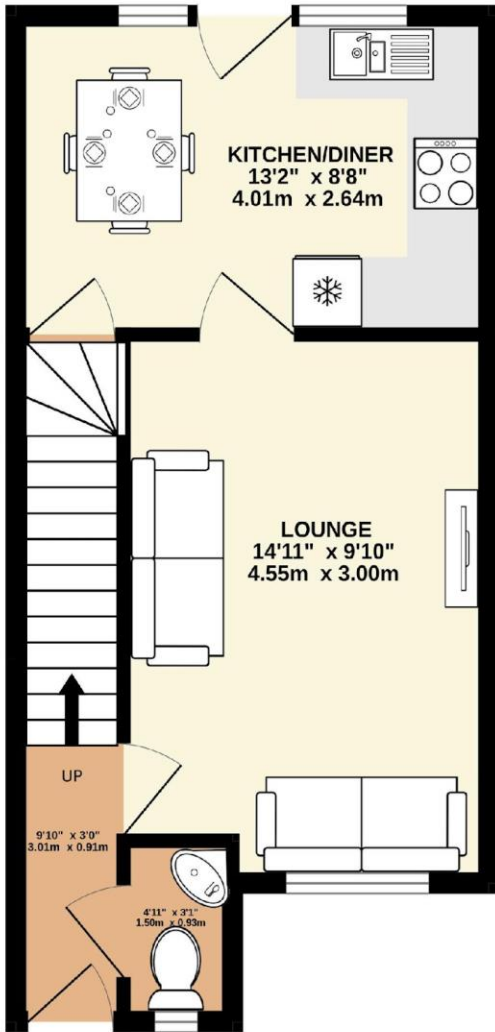 KITCHEN/DINER
13'2" x 8'8"
4.01m x 2.64m
LOUNGE
14'11" x 9'10"
4.55m x 3.00m
UP
9'10" x 3'0"
3.01m x 0.91m
4'11" x 3'1"
1.50m x 0.93m